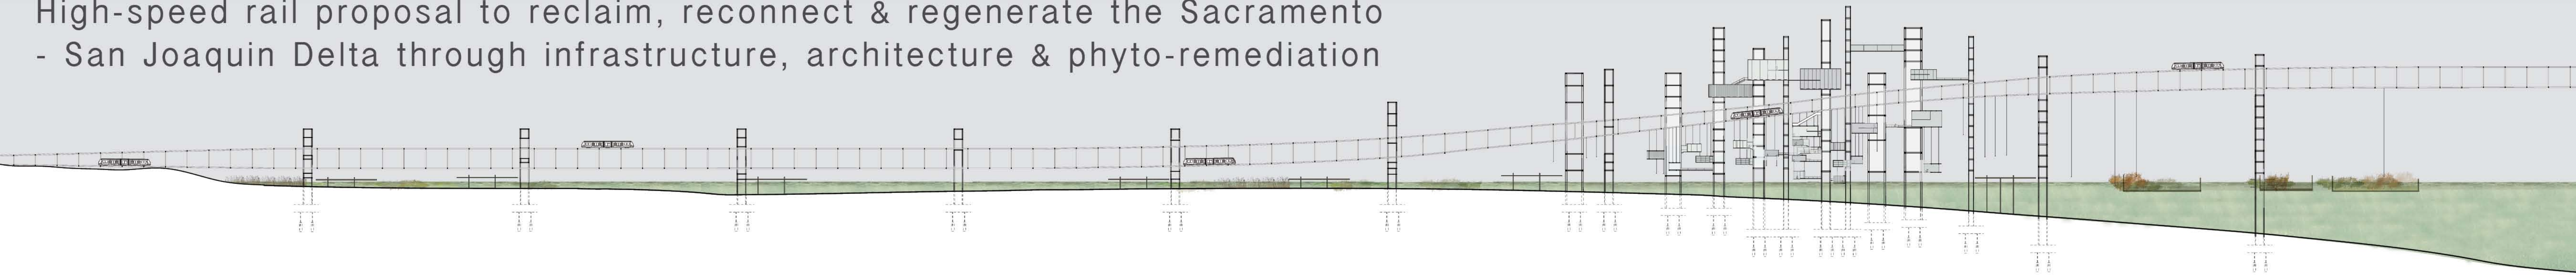 High-speed rail proposal to reclaim, reconnect & regenerate the Sacramento
- San Joaquin Delta through infrastructure, architecture & phyto-remediation